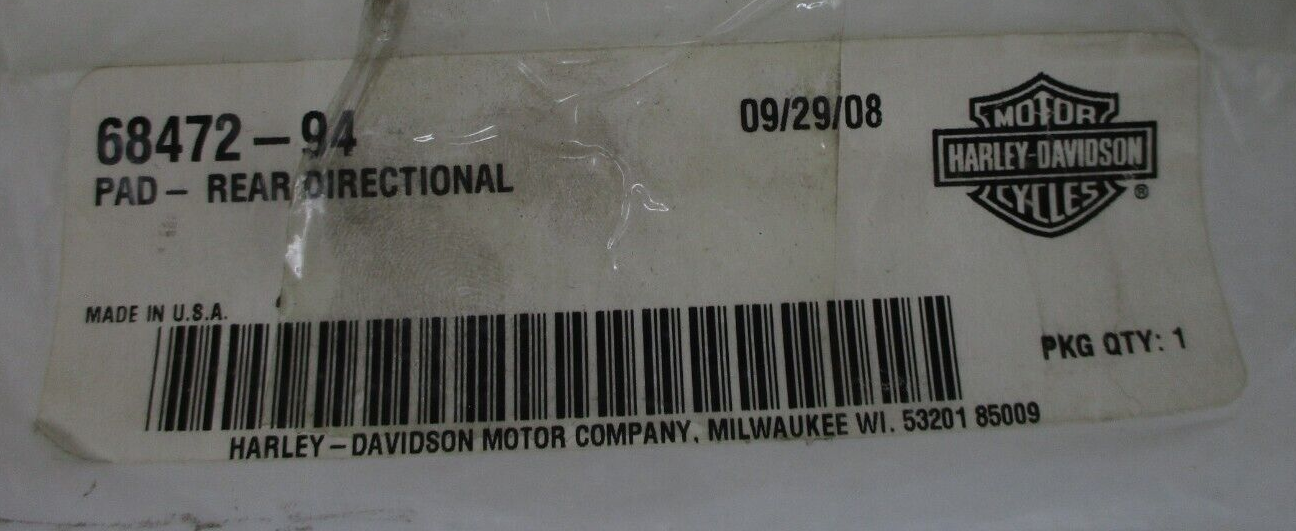 68472-94
09/29/08
PAD- REAR DIRECTIONAL
MOTOR
HARLEY-DAVIDSON
CYCLES
®
MADE IN U.S.A.
PKG QTY: 1
HARLEY-DAVIDSON MOTOR COMPANY, MILWAUKEE WI. 53201 85009